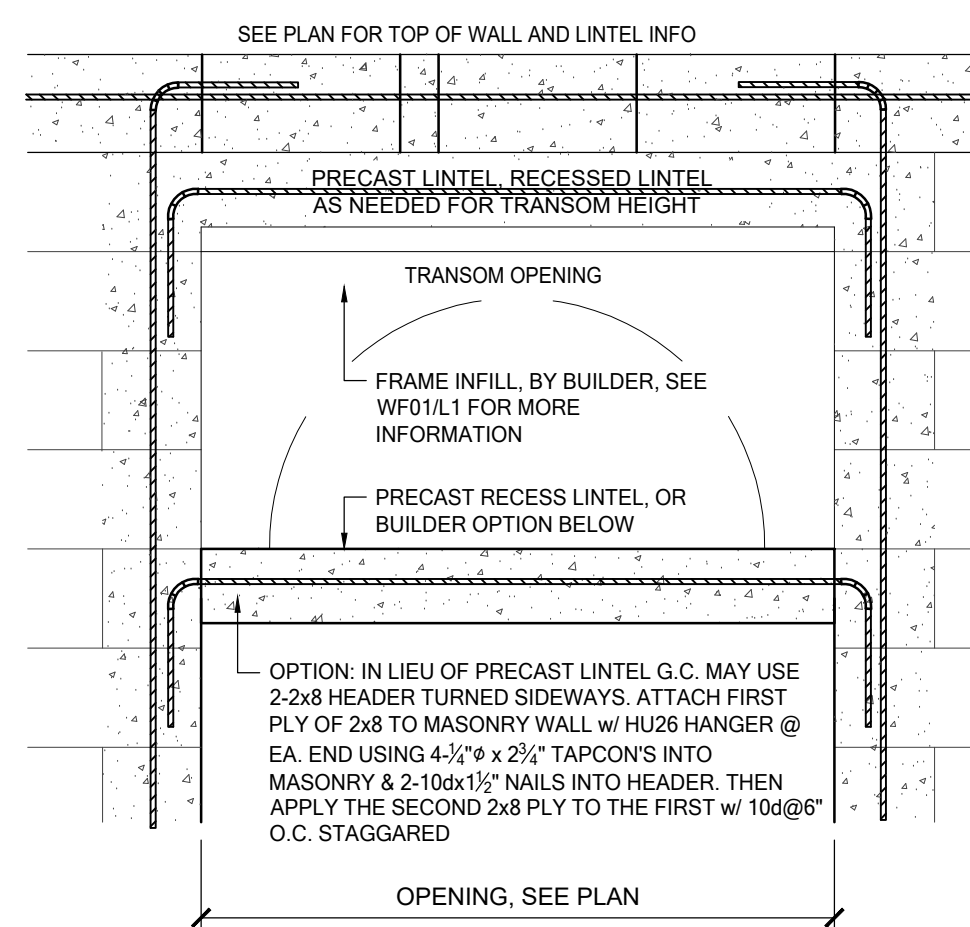 SEE PLAN FOR TOP OF WALL AND LINTEL INFO
PRECAST LINTEL, RECESSED LINTEL
AS NEEDED FOR TRANSOM HEIGHT
TRANSOM OPENING
FRAME INFILL, BY BUILDER, SEE
WF01/L1 FOR MORE
INFORMATION
PRECAST RECESS LINTEL, OR
BUILDER OPTION BELOW
OPTION: IN LIEU OF PRECAST LINTEL G.C. MAY USE
2-2x8 HEADER TURNED SIDEWAYS. ATTACH FIRST
PLY OF 2x8 TO MASONRY WALL w/ HU26 HANGER @
EA. END USING 4-1/4"ø x 2 3/4" TAPCON'S INTO
MASONRY & 2-10dx1 1/2" NAILS INTO HEADER. THEN
APPLY THE SECOND 2x8 PLY TO THE FIRST w/ 10d@6"
O.C. STAGGARED
OPENING, SEE PLAN